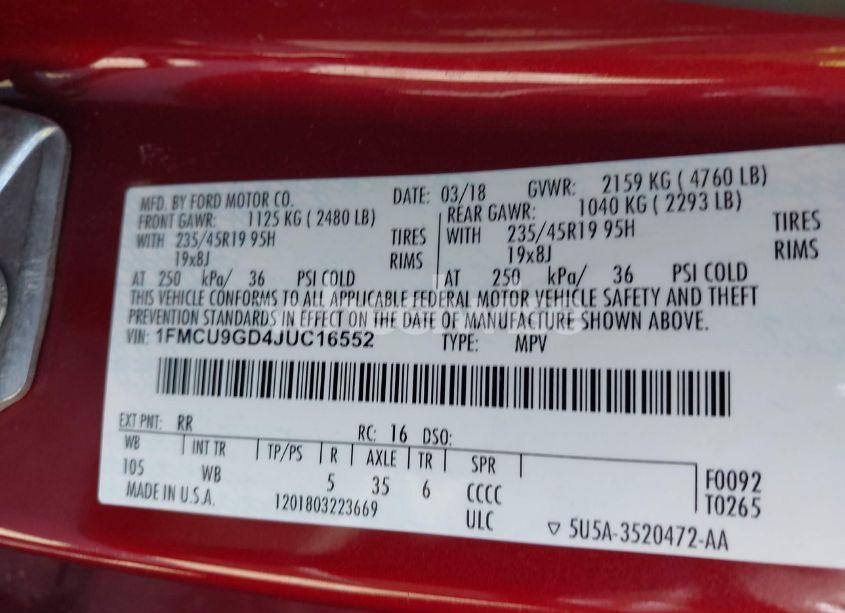 MFD. BY FORD MOTOR CO. DATE: 03/18 GVWR: 2159 KG ( 4760 LB)
FRONT GAWR: 1125 KG ( 2480 LB) REAR GAWR: 1040 KG ( 2293 LB)
WITH 235/45R19 95H TIRES WITH 235/45R19 95H TIRES
19x8J RIMS 19x8J RIMS
AT 250 kPa/ 36 PSI COLD AT 250 kPa/ 36 PSI COLD
THIS VEHICLE CONFORMS TO ALL APPLICABLE FEDERAL MOTOR VEHICLE SAFETY AND THEFT
PREVENTION STANDARDS IN EFFECT ON THE DATE OF MANUFACTURE SHOWN ABOVE.
VIN: 1FMCU9GD4JUC16552 TYPE: MPV
EXT PNT: RR RC: 16 DSO:
WB INT TR TP/PS R AXLE TR SPR
105 WB 5 35 6 CCCC F0092
MADE IN U.S.A. 1201803223669 ULC T0265
5U5A-3520472-AA